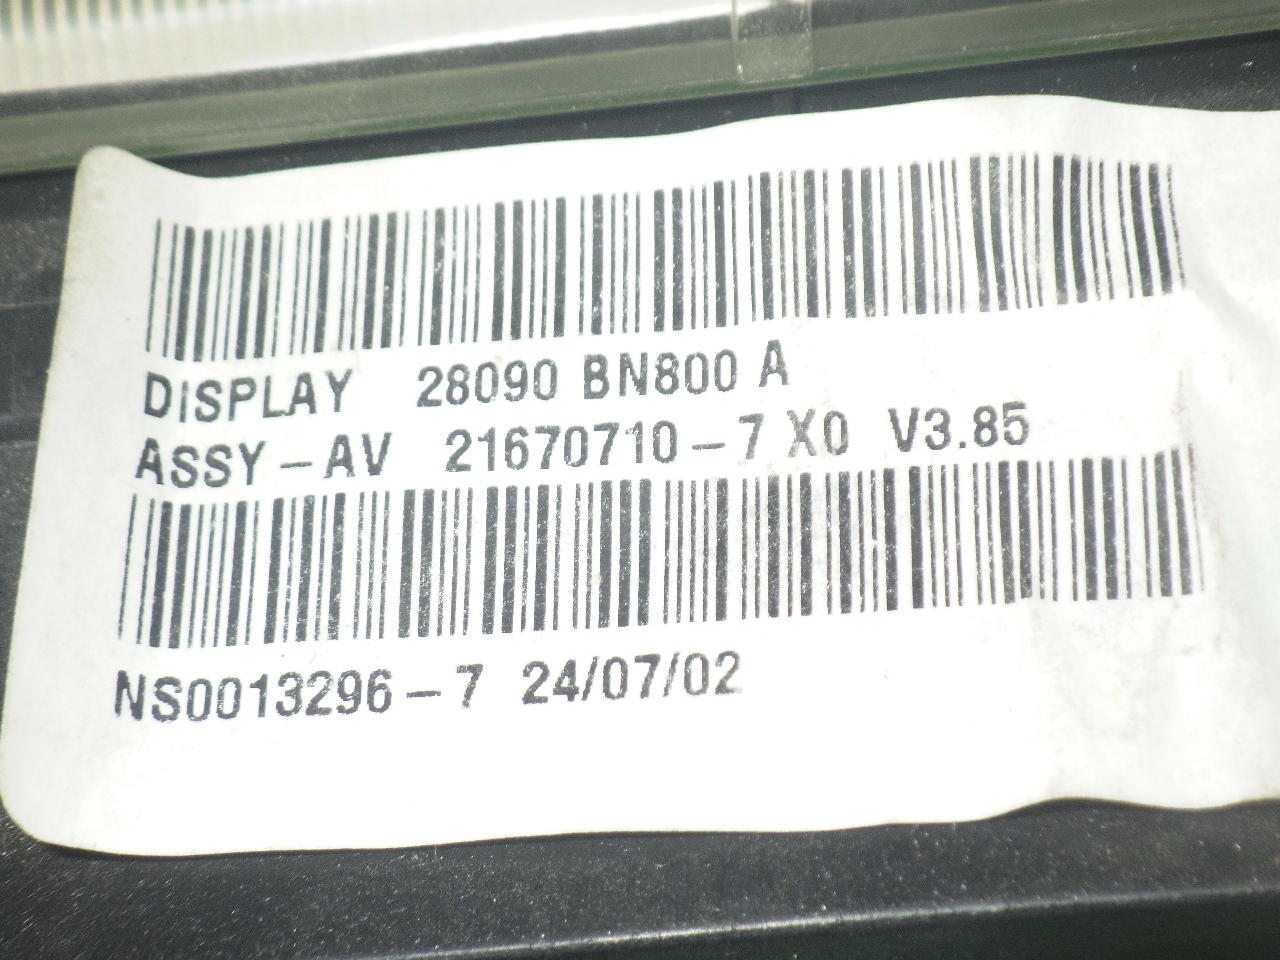 DISPLAY 28090 BN800 A
ASSY-AV 21670710-7 X0 V3.85
NS0013296-7 24/07/02